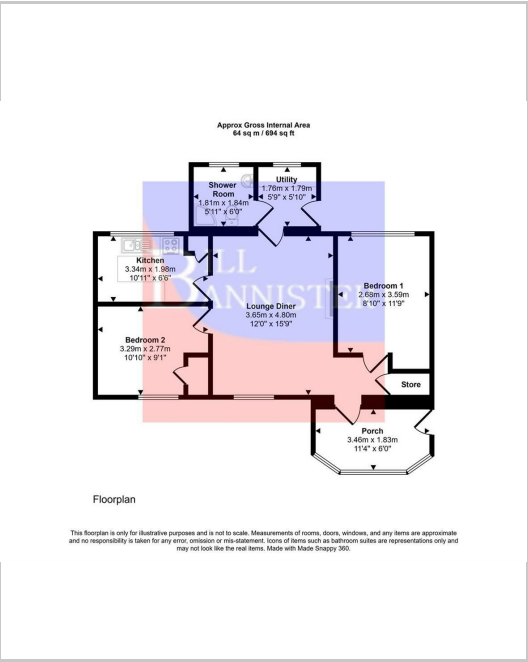 Approx Gross Internal Area
64 sq m / 694 sq ft
Shower
Room
1.81m x 1.84m
5'11" x 6'0"
Utility
1.76m x 1.79m
5'9" x 5'10"
Kitchen
3.34m x 1.98m
10'11" x 6'6"
BILL
BANNISTER
Bedroom 1
2.68m x 3.59m
8'10" x 11'9"
Lounge Diner
3.65m x 4.80m
12'0" x 15'9"
Bedroom 2
3.29m x 2.77m
10'10" x 9'1"
Store
Porch
3.46m x 1.83m
11'4" x 6'0"
Floorplan
This floorplan is only for illustrative purposes and is not to scale. Measurements of rooms, doors, windows, and any items are approximate
and no responsibility is taken for any error, omission or mis-statement. Icons of items such as bathroom suites are representations only and
may not look like the real items. Made with Made Snappy 360.